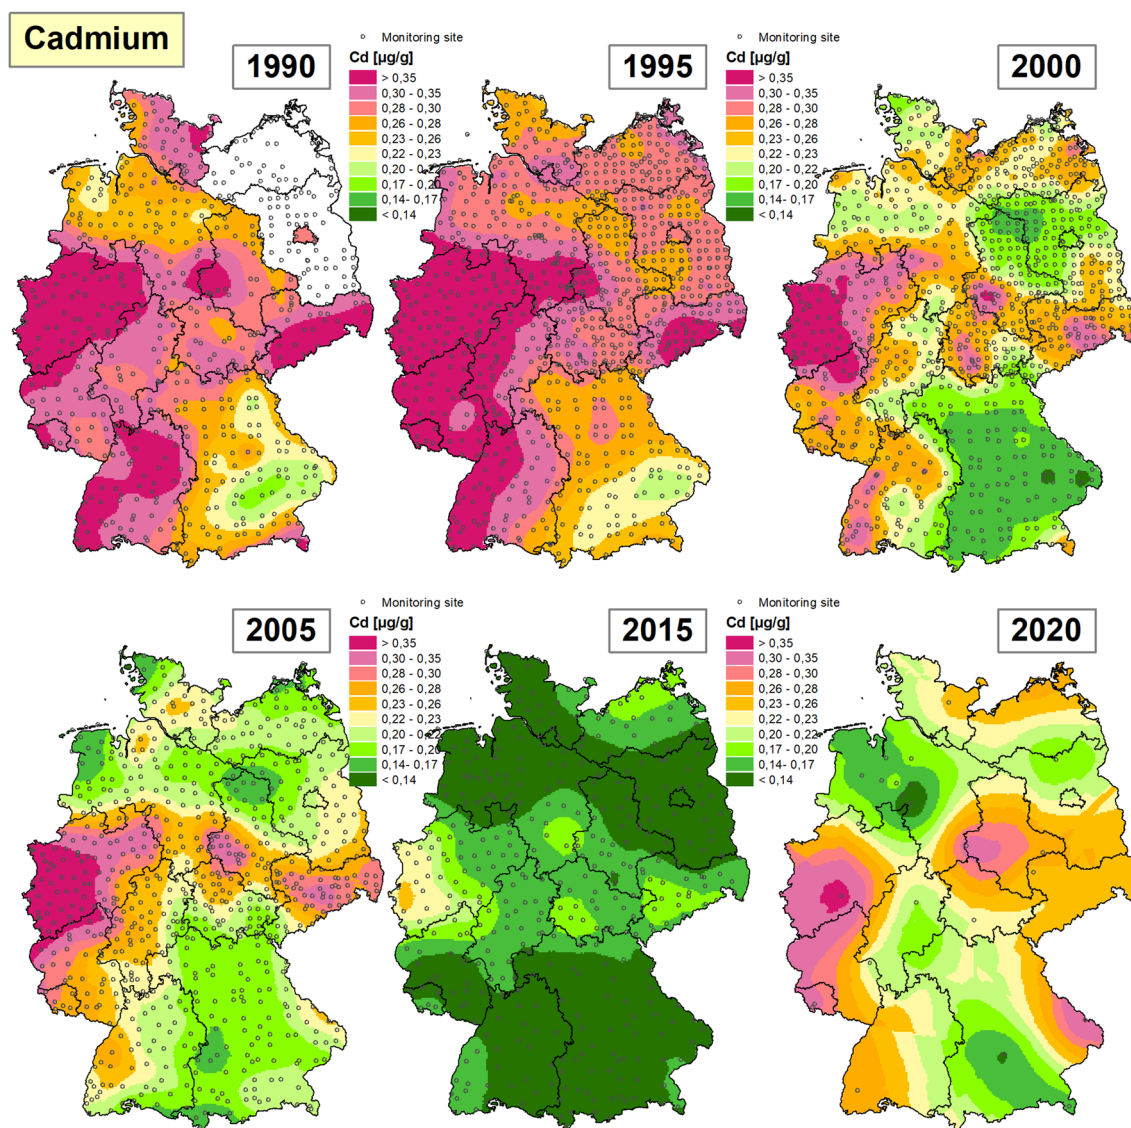 Cadmium
1990
Monitoring site
Cd [µg/g]
> 0,35
0,30 - 0,35
0,28 - 0,30
0,26 - 0,28
0,23 - 0,26
0,22 - 0,23
0,20 - 0,22
0,17 - 0,20
0,14- 0,17
< 0,14
1995
Monitoring site
Cd [µg/g]
> 0,35
0,30 - 0,35
0,28 - 0,30
0,26 - 0,28
0,23 - 0,26
0,22 - 0,23
0,20 - 0,22
0,17 - 0,20
0,14- 0,17
< 0,14
2000
2005
Monitoring site
Cd [µg/g]
> 0,35
0,30 - 0,35
0,28 - 0,30
0,26 - 0,28
0,23 - 0,26
0,22 - 0,23
0,20 - 0,22
0,17 - 0,20
0,14- 0,17
< 0,14
2015
Monitoring site
Cd [µg/g]
> 0,35
0,30 - 0,35
0,28 - 0,30
0,26 - 0,28
0,23 - 0,26
0,22 - 0,23
0,20 - 0,22
0,17 - 0,20
0,14- 0,17
< 0,14
2020